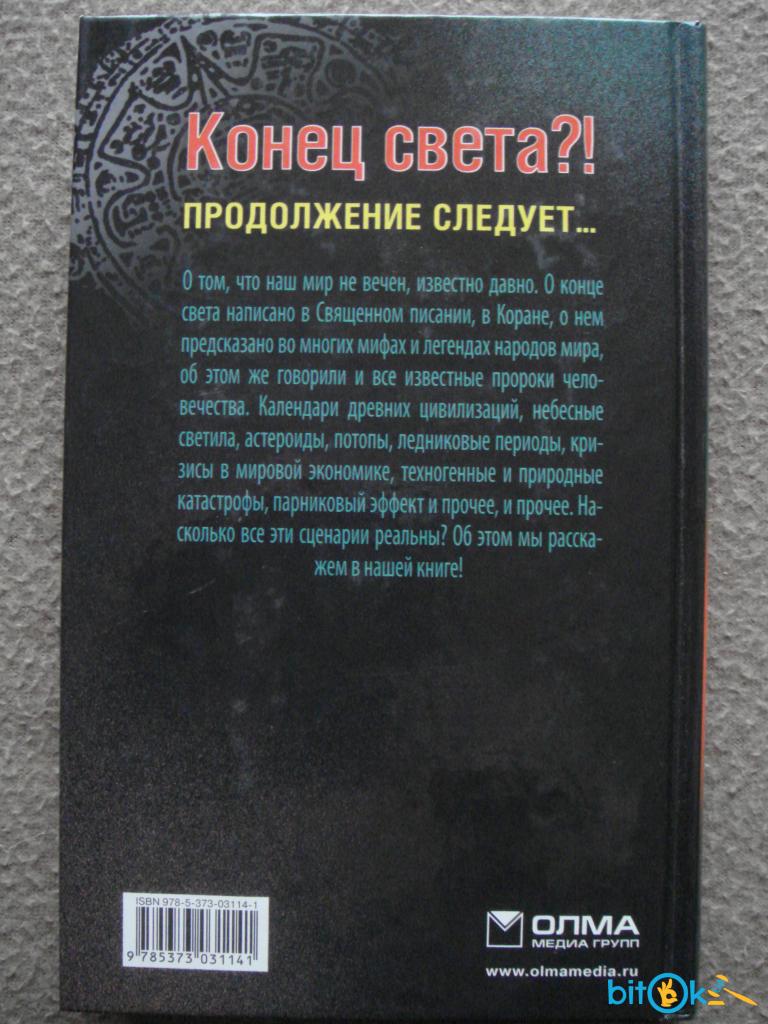 Конец света?!
ПРОДОЛЖЕНИЕ СЛЕДУЕТ...
О том, что наш мир не вечен, известно давно. О конце
света написано в Священном писании, в Коране, о нем
предсказано во многих мифах и легендах народов мира,
об этом же говорили и все известные пророки чело-
вечества. Календари древних цивилизаций, небесные
светила, астероиды, потопы, ледниковые периоды, кри-
зисы в мировой экономике, техногенные и природные
катастрофы, парниковый эффект и прочее, и прочее. На-
сколько все эти сценарии реальны? Об этом мы расска-
жем в нашей книге!
ISBN 978-5-373-03114-1
9 785373 031141
ОЛМА
МЕДИА ГРУПП
www.olmamedia.ru
bitok